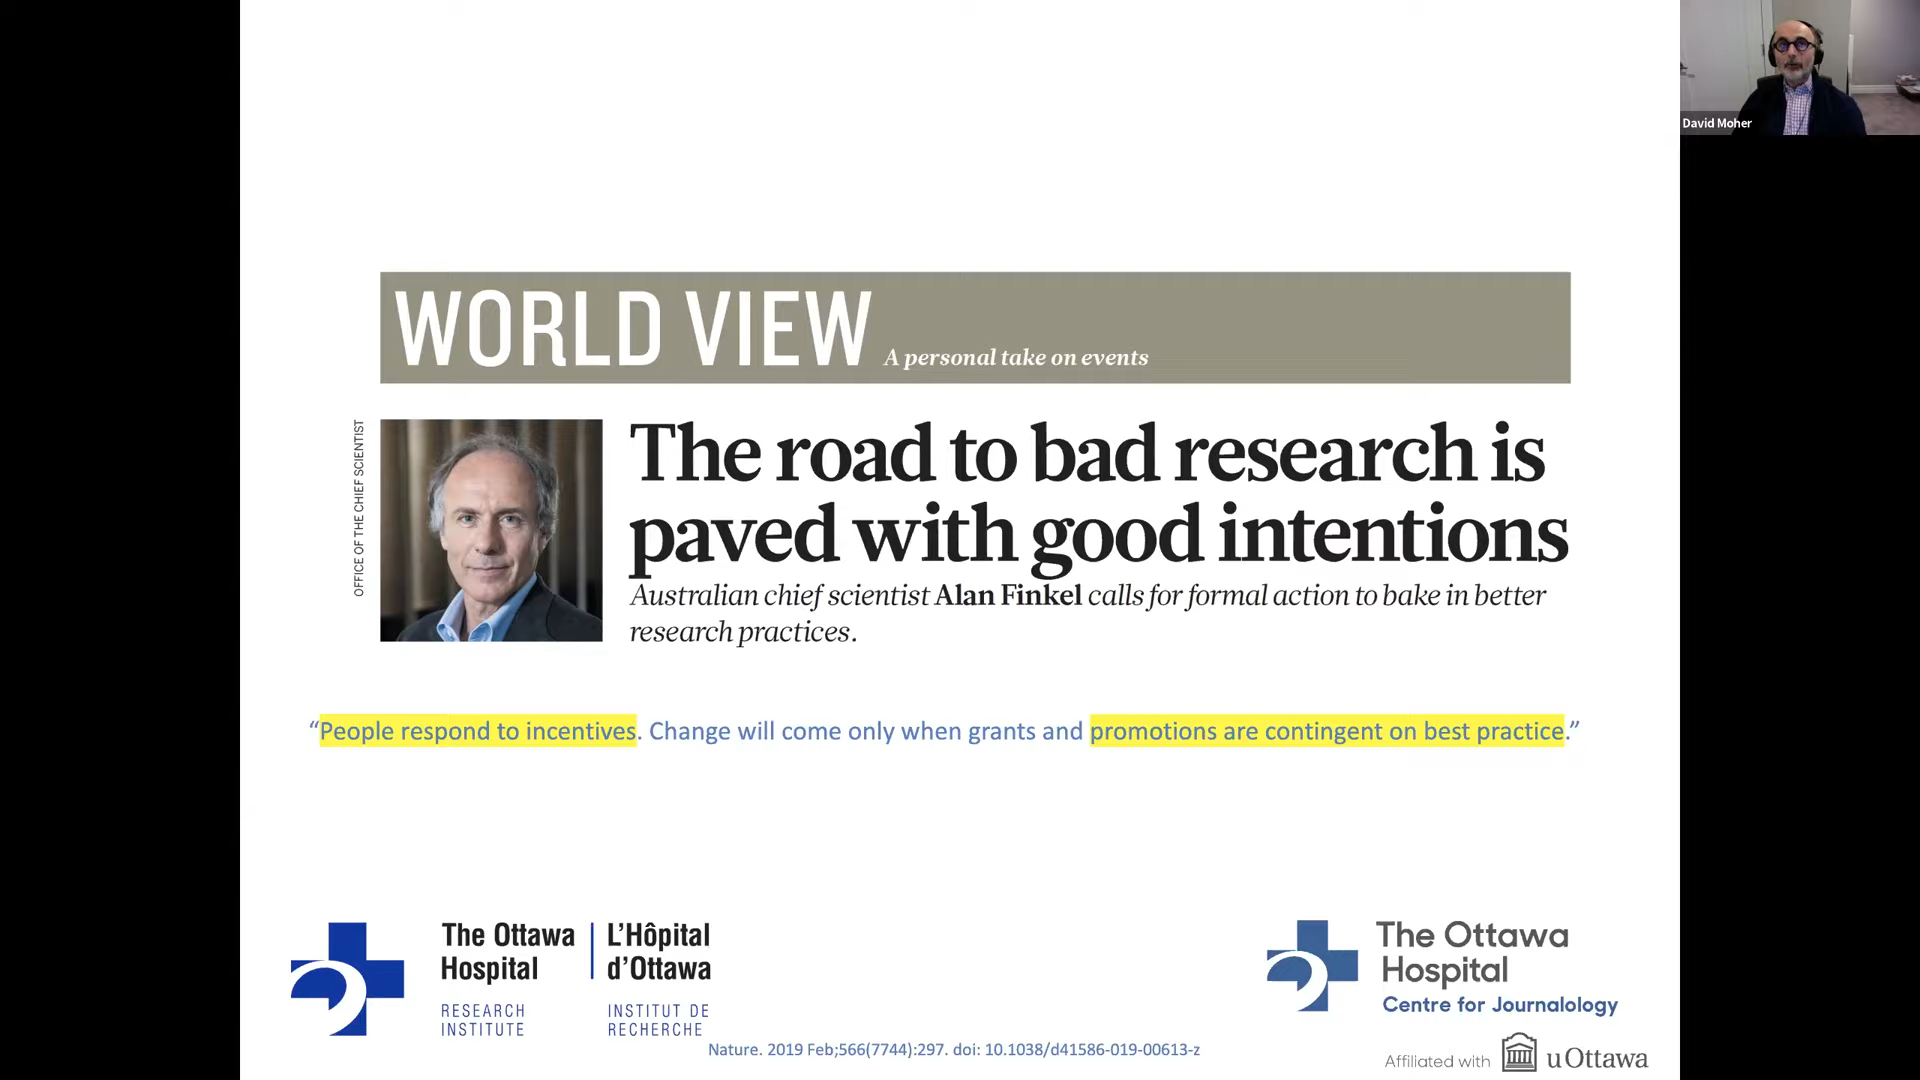 David Moher
WORLD VIEW A personal take on events
OFFICE OF THE CHIEF SCIENTIST
The road to bad research is
paved with good intentions
Australian chief scientist Alan Finkel calls for formal action to bake in better
research practices.
“People respond to incentives. Change will come only when grants and promotions are contingent on best practice.”
The Ottawa
Hospital
RESEARCH
INSTITUTE
L’Hôpital
d’Ottawa
INSTITUT DE
RECHERCHE
Nature. 2019 Feb;566(7744):297. doi: 10.1038/d41586-019-00613-z
The Ottawa
Hospital
Centre for Journalology
Affiliated with uOttawa